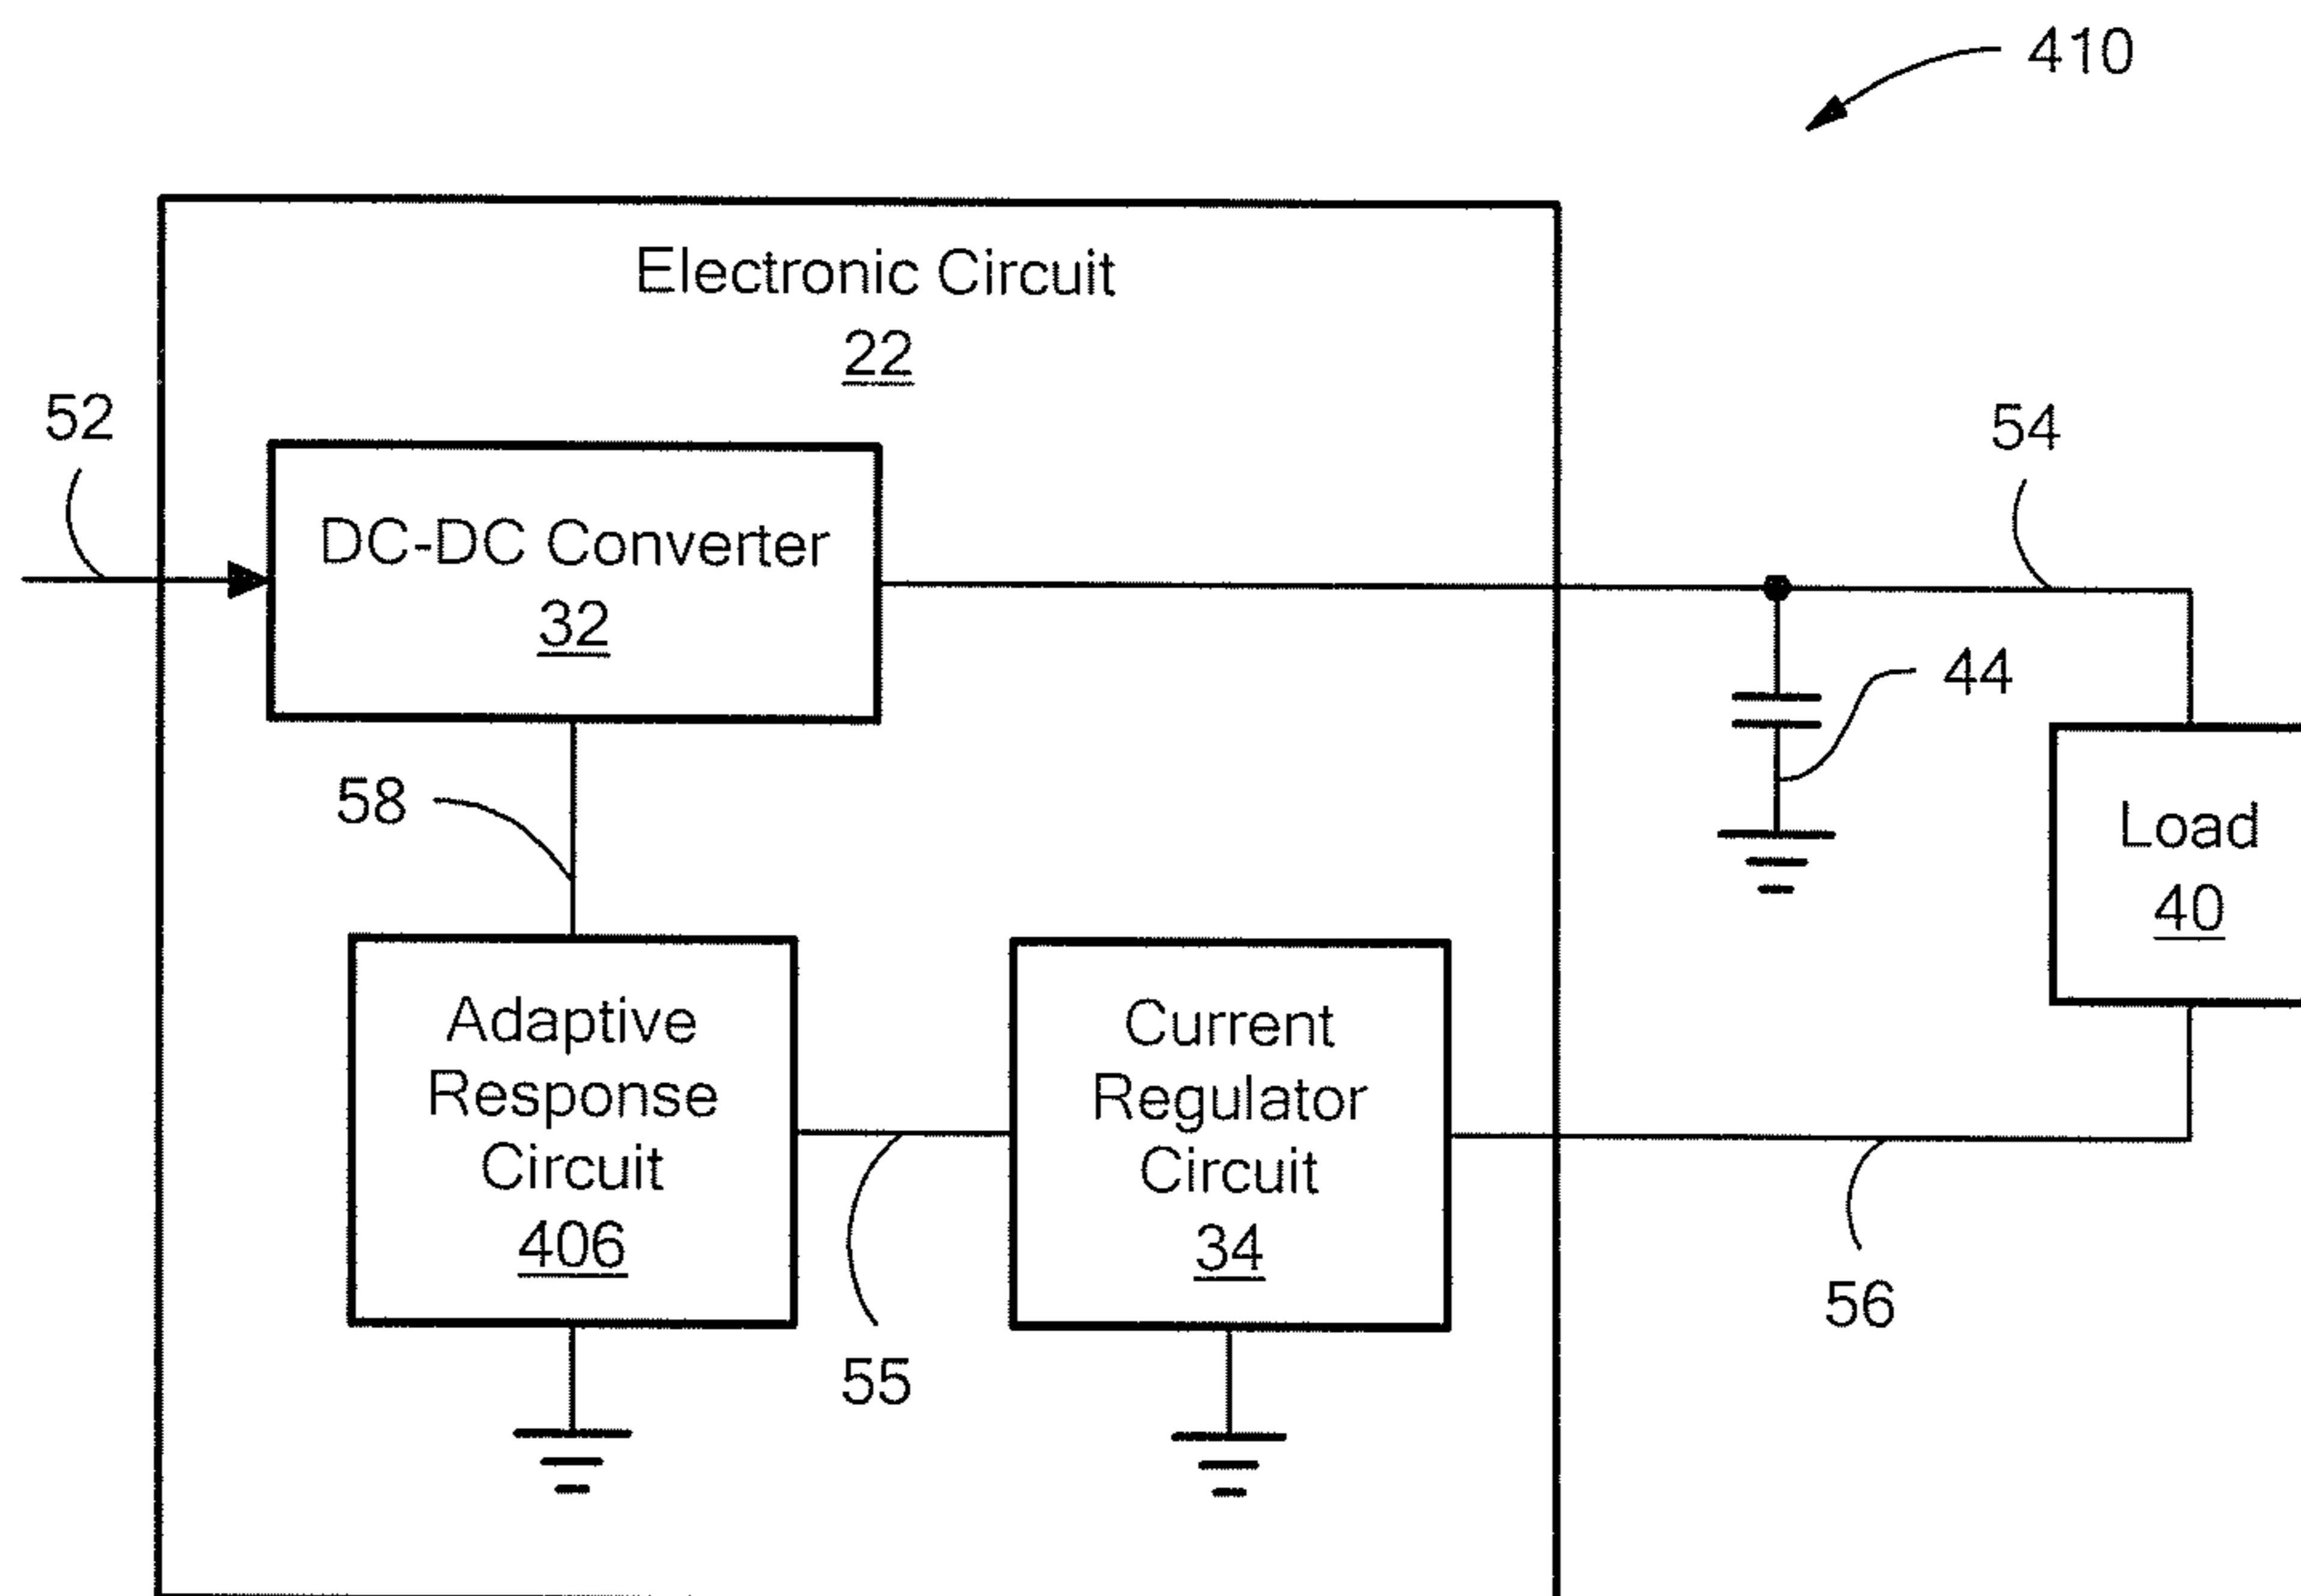 410
Electronic Circuit
22
52
54
DC-DC Converter
32
44
58
Load
40
Adaptive
Response
Circuit
406
Current
Regulator
Circuit
34
55
56